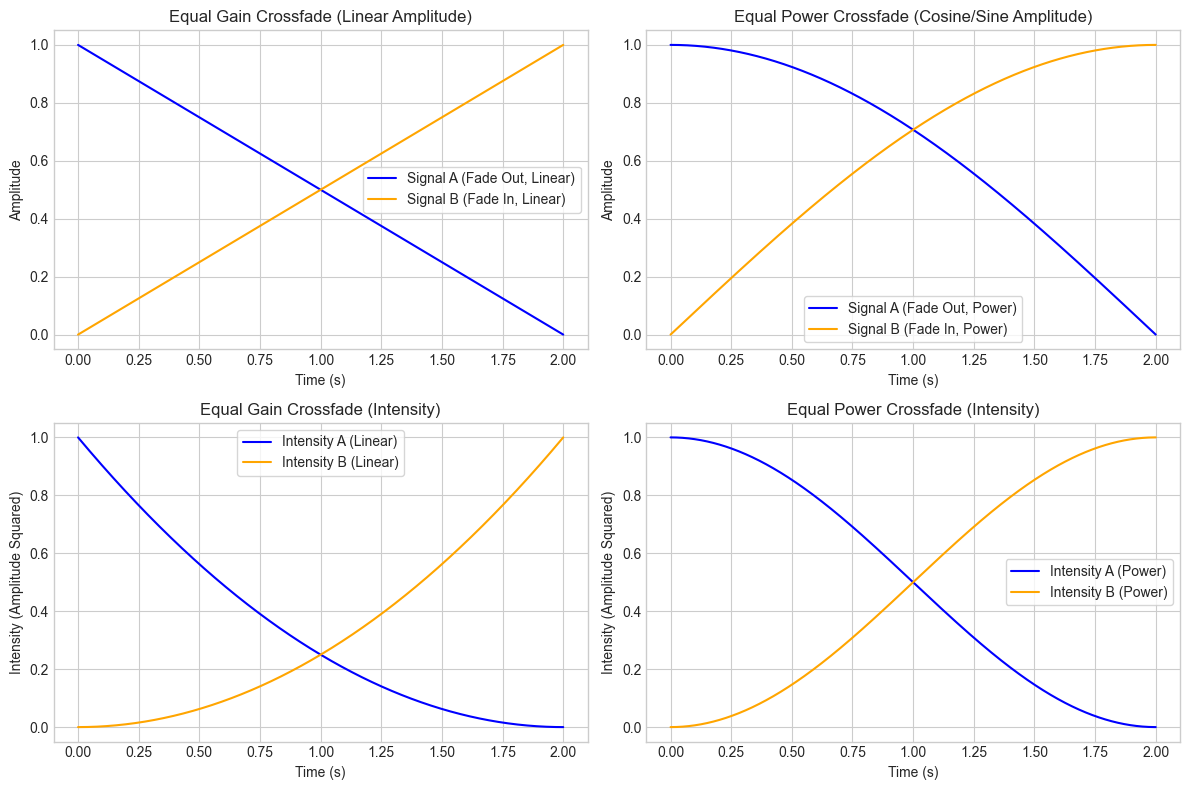 Equal Gain Crossfade (Linear Amplitude)
Amplitude
1.0
0.8
0.6
0.4
0.2
0.0
Signal A (Fade Out, Linear)
Signal B (Fade In, Linear)
0.00 0.25 0.50 0.75 1.00 1.25 1.50 1.75 2.00
Time (s)
Equal Power Crossfade (Cosine/Sine Amplitude)
Amplitude
1.0
0.8
0.6
0.4
0.2
0.0
Signal A (Fade Out, Power)
Signal B (Fade In, Power)
0.00 0.25 0.50 0.75 1.00 1.25 1.50 1.75 2.00
Time (s)
Equal Gain Crossfade (Intensity)
Intensity (Amplitude Squared)
1.0
0.8
0.6
0.4
0.2
0.0
Intensity A (Linear)
Intensity B (Linear)
0.00 0.25 0.50 0.75 1.00 1.25 1.50 1.75 2.00
Time (s)
Equal Power Crossfade (Intensity)
Intensity (Amplitude Squared)
1.0
0.8
0.6
0.4
0.2
0.0
Intensity A (Power)
Intensity B (Power)
0.00 0.25 0.50 0.75 1.00 1.25 1.50 1.75 2.00
Time (s)